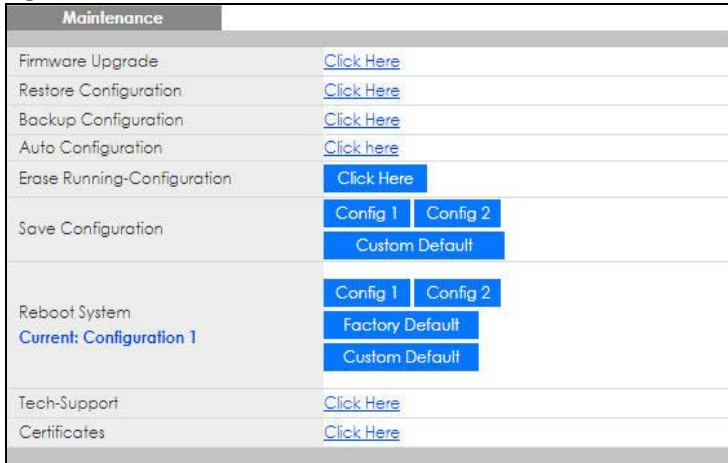 Maintenance
Firmware Upgrade Click Here
Restore Configuration Click Here
Backup Configuration Click Here
Auto Configuration Click here
Erase Running-Configuration Click Here
Save Configuration
Config 1 Config 2
Custom Default
Reboot System
Current: Configuration 1
Config 1 Config 2
Factory Default
Custom Default
Tech-Support Click Here
Certificates Click Here